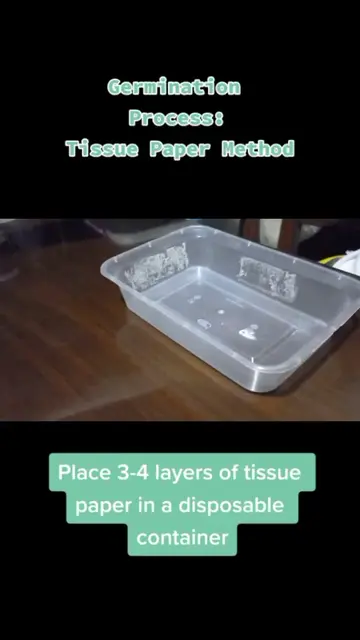 Germination
Process:
Tissue Paper Method
Place 3-4 layers of tissue
paper in a disposable
container